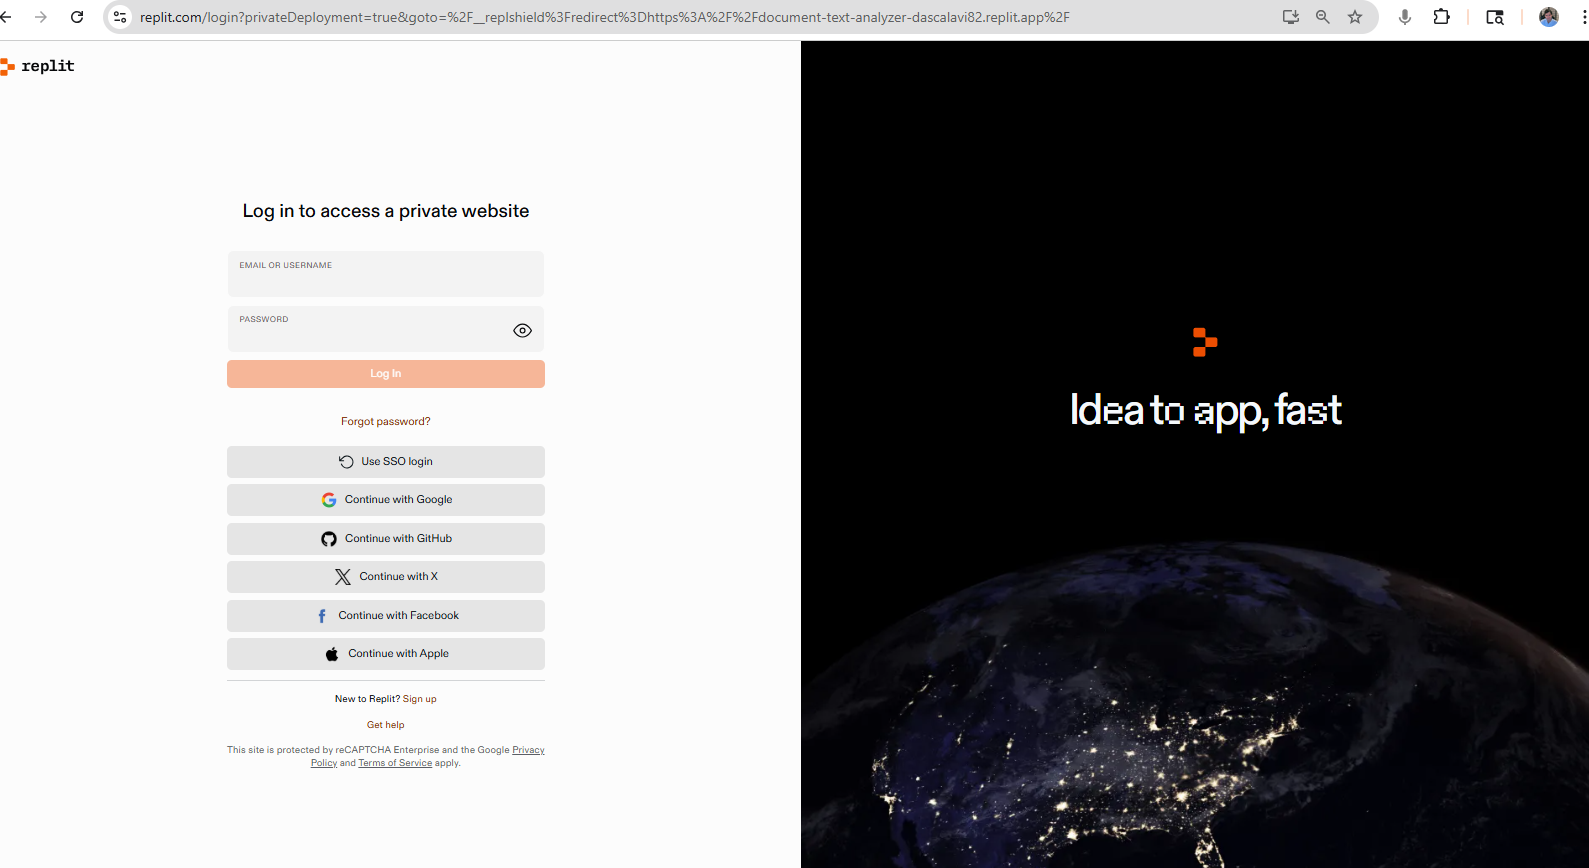 replit.com/login?privateDeployment=true&goto=%2F__replshield%3Fredirect%3Dhttps%3A%2F%2Fdocument-text-analyzer-dascalavi82.replit.app%2F
replit
Log in to access a private website
EMAIL OR USERNAME
PASSWORD
Log In
Forgot password?
Use SSO login
Continue with Google
Continue with GitHub
Continue with X
Continue with Facebook
Continue with Apple
New to Replit? Sign up
Get help
This site is protected by reCAPTCHA Enterprise and the Google Privacy
Policy and Terms of Service apply.
Idea to app, fast